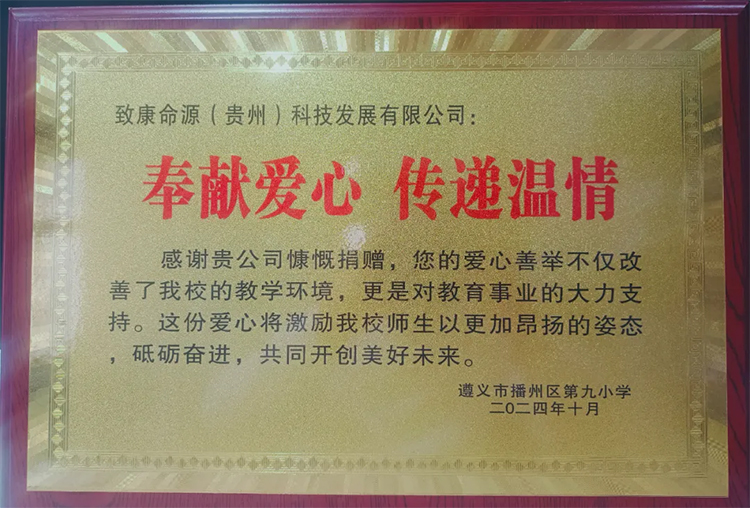 致康命源（贵州）科技发展有限公司：
奉献爱心 传递温情
感谢贵公司慷慨捐赠，您的爱心善举不仅改
善了我校的教学环境，更是对教育事业的大力支
持。这份爱心将激励我校师生以更加昂扬的姿态
，砥砺奋进，共同开创美好未来。
遵义市播州区第九小学
二〇二四年十月